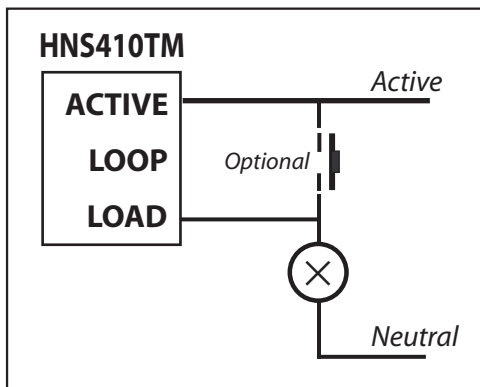 HNS410TM
Active
ACTIVE
LOOP
Optional
LOAD
Neutral